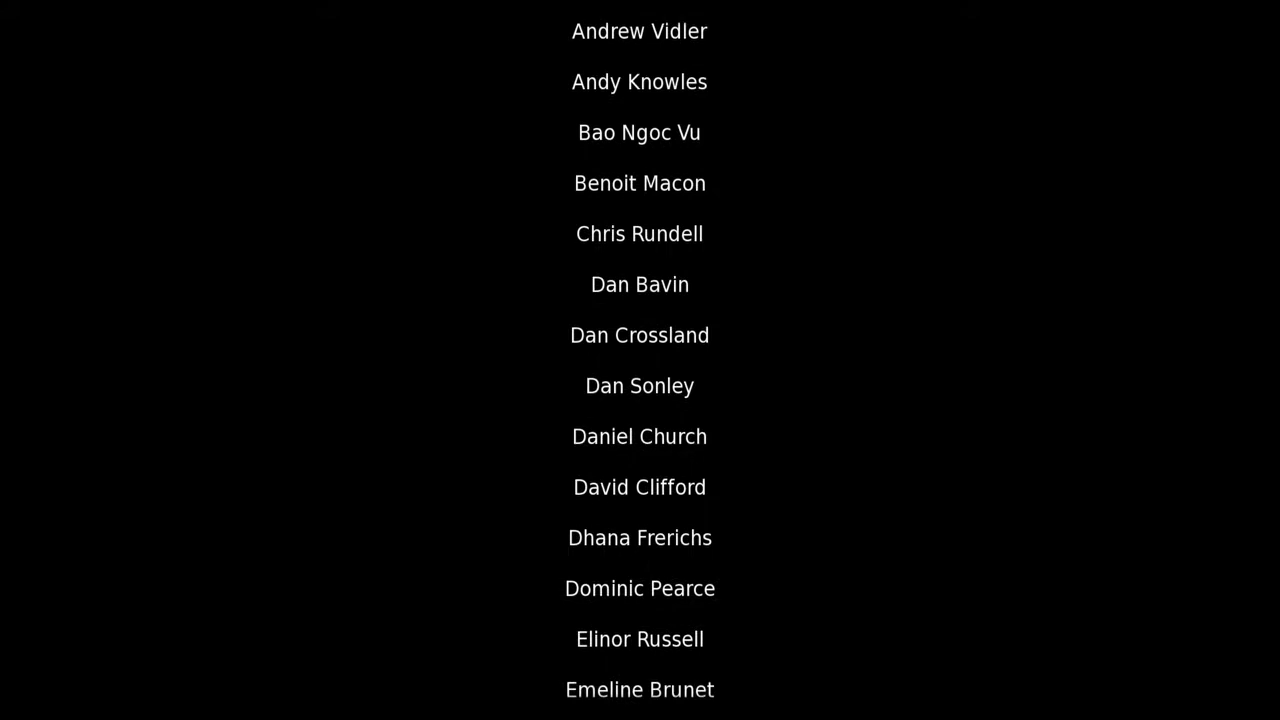 Andrew Vidler
Andy Knowles
Bao Ngoc Vu
Benoit Macon
Chris Rundell
Dan Bavin
Dan Crossland
Dan Sonley
Daniel Church
David Clifford
Dhana Frerichs
Dominic Pearce
Elinor Russell
Emeline Brunet